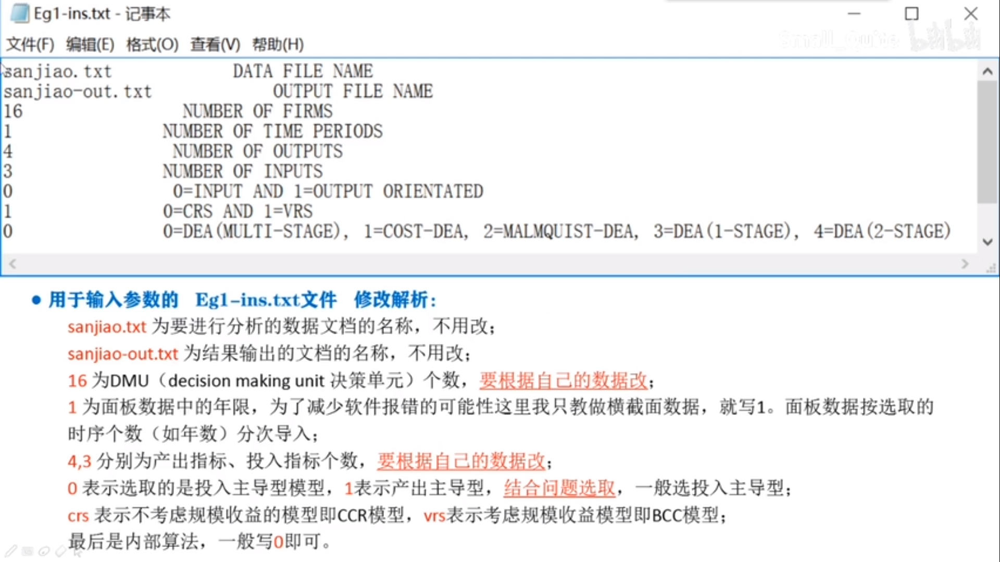 Eg1-ins.txt - 记事本
文件(F) 编辑(E) 格式(O) 查看(V) 帮助(H)
Small_Quite bilibili
sanjiao.txt DATA FILE NAME
sanjiao-out.txt OUTPUT FILE NAME
16 NUMBER OF FIRMS
1 NUMBER OF TIME PERIODS
4 NUMBER OF OUTPUTS
3 NUMBER OF INPUTS
0 0=INPUT AND 1=OUTPUT ORIENTATED
1 0=CRS AND 1=VRS
0 0=DEA(MULTI-STAGE), 1=COST-DEA, 2=MALMQUIST-DEA, 3=DEA(1-STAGE), 4=DEA(2-STAGE)
● 用于输入参数的 Eg1-ins.txt文件 修改解析：
sanjiao.txt 为要进行分析的数据文档的名称，不用改；
sanjiao-out.txt 为结果输出的文档的名称，不用改；
16 为DMU（decision making unit 决策单元）个数，要根据自己的数据改；
1 为面板数据中的年限，为了减少软件报错的可能性这里我只教做横截面数据，就写1。面板数据按选取的
时序个数（如年数）分次导入；
4,3 分别为产出指标、投入指标个数，要根据自己的数据改；
0 表示选取的是投入主导型模型，1表示产出主导型，结合问题选取，一般选投入主导型；
crs 表示不考虑规模收益的模型即CCR模型，vrs表示考虑规模收益模型即BCC模型；
最后是内部算法，一般写0即可。